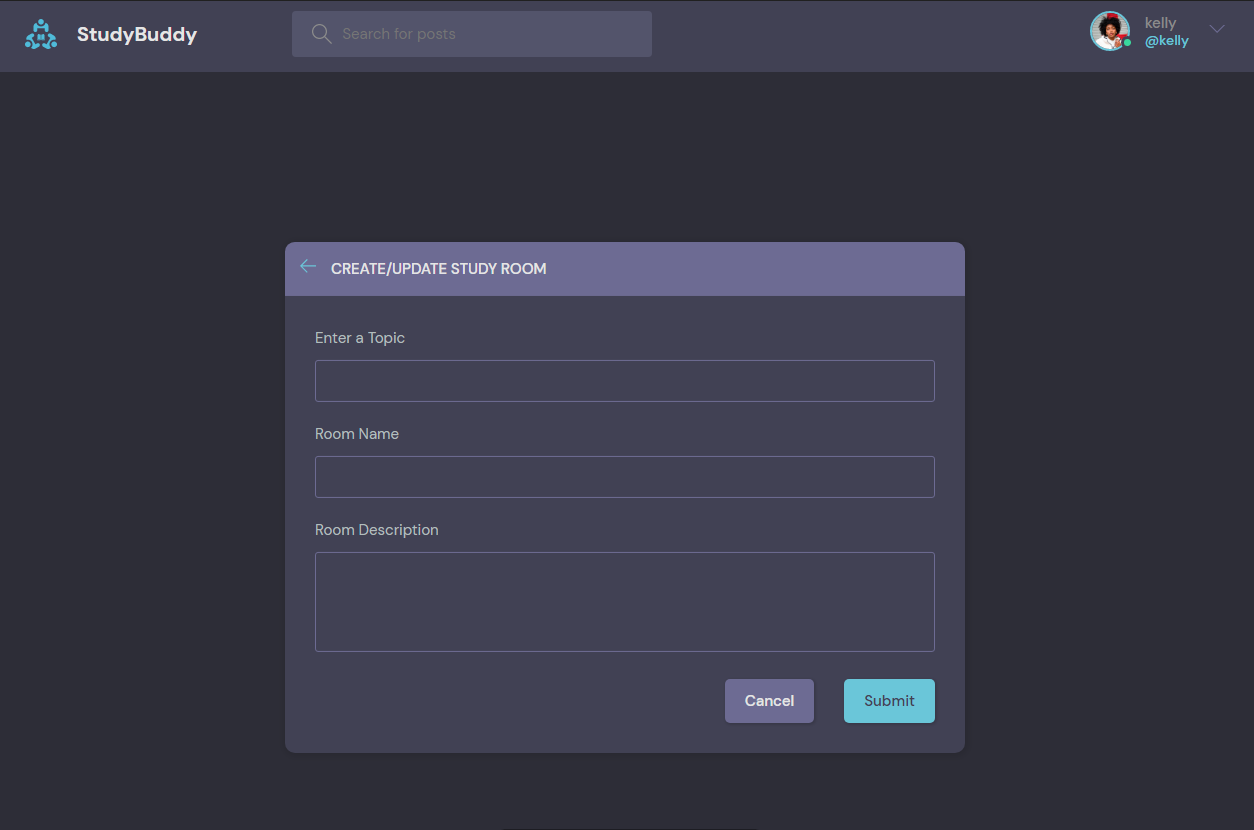 StudyBuddy
Search for posts
kelly
@kelly
CREATE/UPDATE STUDY ROOM
Enter a Topic
Room Name
Room Description
Cancel
Submit